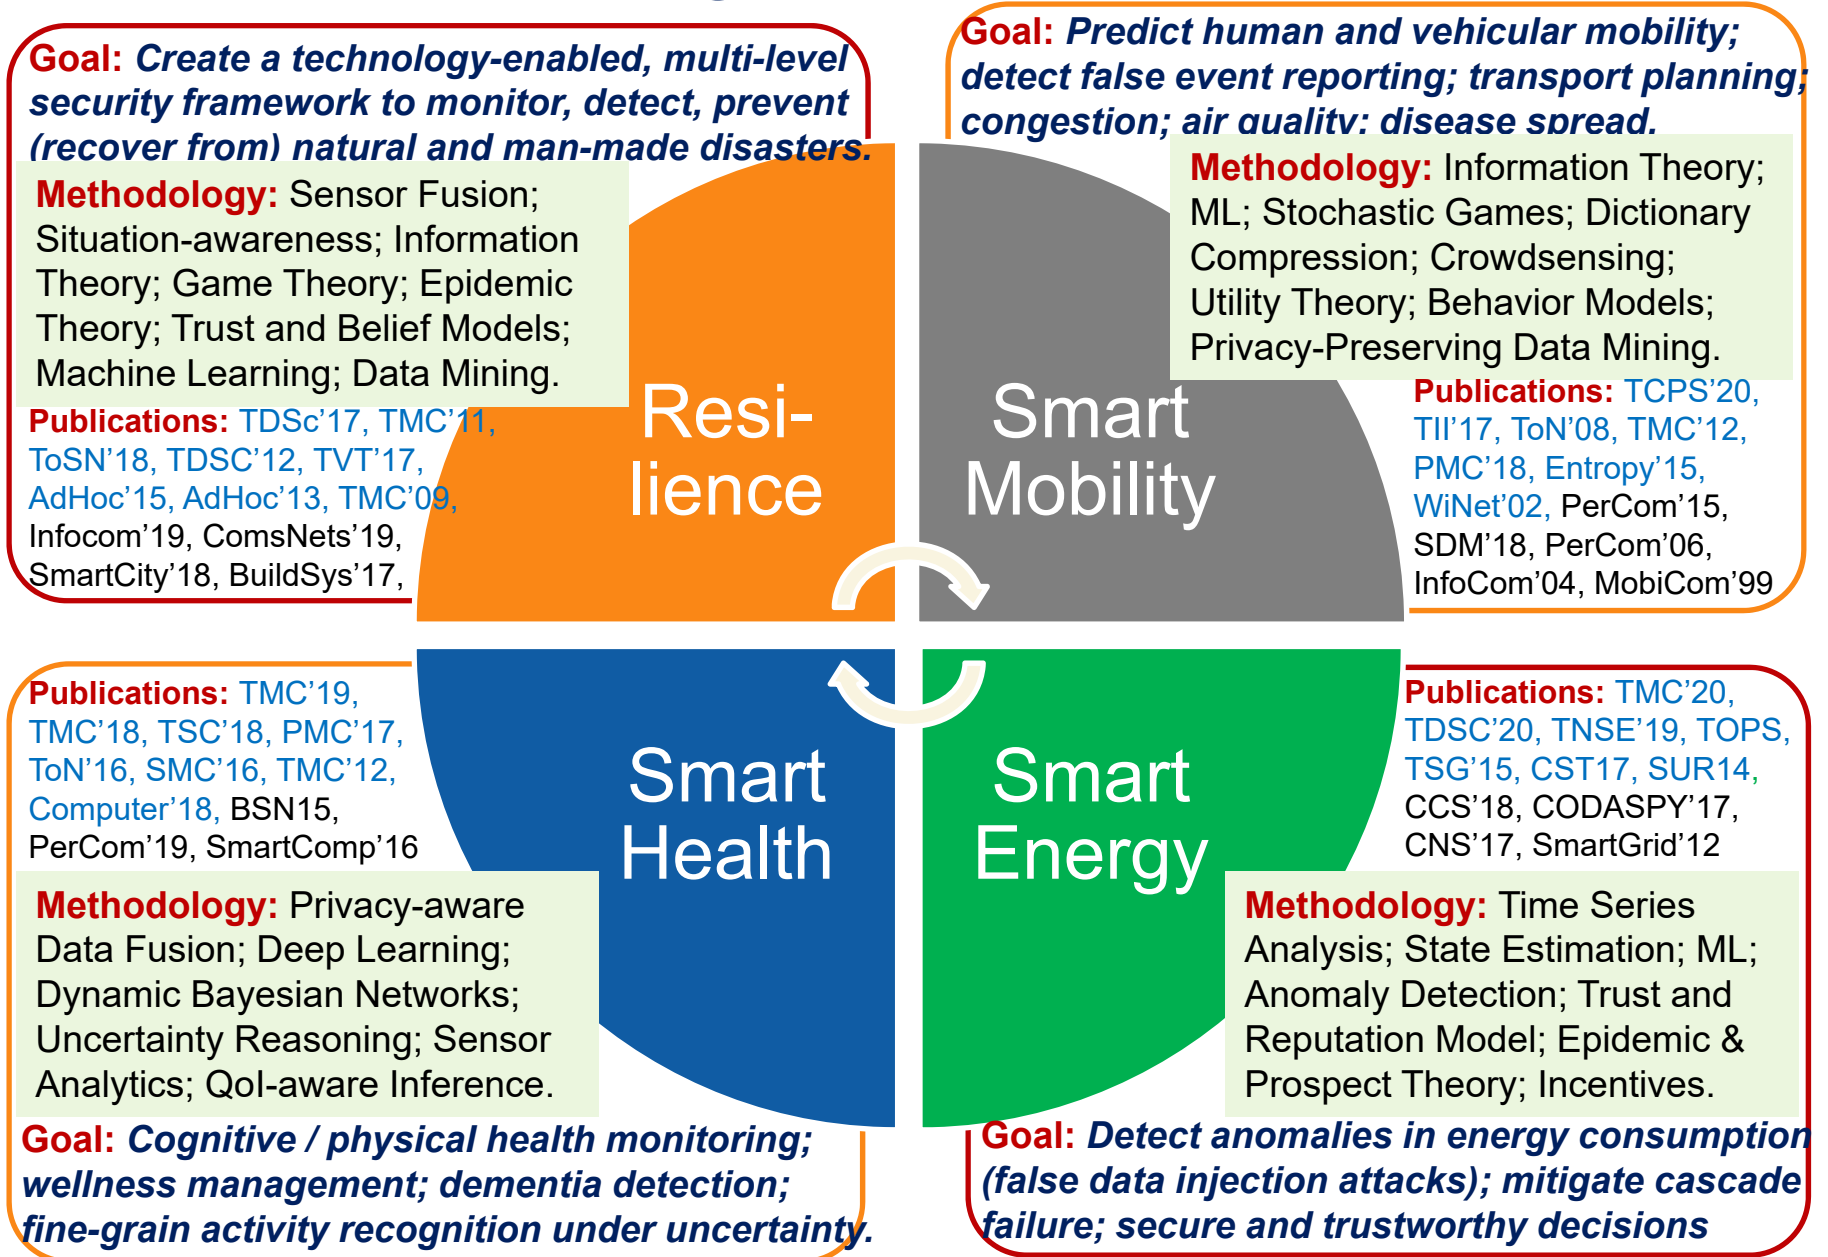 Goal: Create a technology-enabled, multi-level
security framework to monitor, detect, prevent
(recover from) natural and man-made disasters.
Methodology: Sensor Fusion;
Situation-awareness; Information
Theory; Game Theory; Epidemic
Theory; Trust and Belief Models;
Machine Learning; Data Mining.
Publications: TDSc’17, TMC’11,
ToSN’18, TDSC’12, TVT’17,
AdHoc’15, AdHoc’13, TMC’09,
Infocom’19, ComsNets’19,
SmartCity’18, BuildSys’17,
Resi-
lience
Goal: Predict human and vehicular mobility;
detect false event reporting; transport planning;
congestion; air quality; disease spread.
Methodology: Information Theory;
ML; Stochastic Games; Dictionary
Compression; Crowdsensing;
Utility Theory; Behavior Models;
Privacy-Preserving Data Mining.
Smart
Mobility
Publications: TCPS’20,
TII’17, ToN’08, TMC’12,
PMC’18, Entropy’15,
WiNet’02, PerCom’15,
SDM’18, PerCom’06,
InfoCom’04, MobiCom’99
Publications: TMC’19,
TMC’18, TSC’18, PMC’17,
ToN’16, SMC’16, TMC’12,
Computer’18, BSN15,
PerCom’19, SmartComp’16
Smart
Health
Methodology: Privacy-aware
Data Fusion; Deep Learning;
Dynamic Bayesian Networks;
Uncertainty Reasoning; Sensor
Analytics; QoI-aware Inference.
Goal: Cognitive / physical health monitoring;
wellness management; dementia detection;
fine-grain activity recognition under uncertainty.
Smart
Energy
Publications: TMC’20,
TDSC’20, TNSE’19, TOPS,
TSG’15, CST17, SUR14,
CCS’18, CODASPY’17,
CNS’17, SmartGrid’12
Methodology: Time Series
Analysis; State Estimation; ML;
Anomaly Detection; Trust and
Reputation Model; Epidemic &
Prospect Theory; Incentives.
Goal: Detect anomalies in energy consumption
(false data injection attacks); mitigate cascade
failure; secure and trustworthy decisions